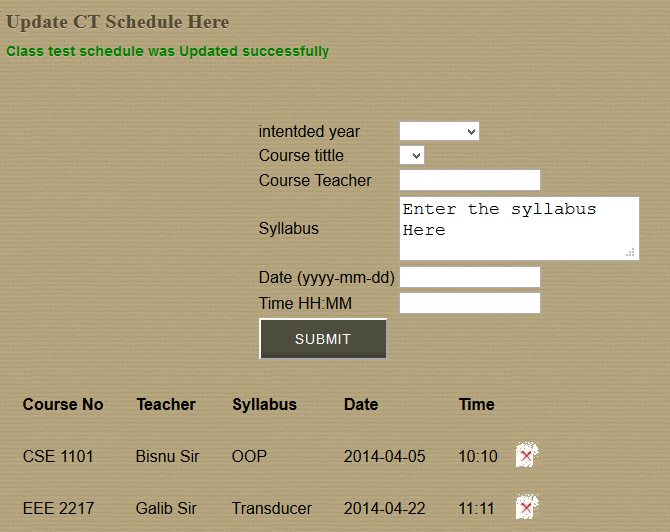 Update CT Schedule Here
Class test schedule was Updated successfully
intentded year
Course tittle
Course Teacher
Enter the syllabus
Syllabus
Here
Date (yyyy-mm-dd)
Time HH:MM
SUBMIT
Course No Teacher Syllabus Date Time
CSE 1101 Bisnu Sir OOP 2014-04-05 10:10
EEE 2217 Galib Sir Transducer 2014-04-22 11:11